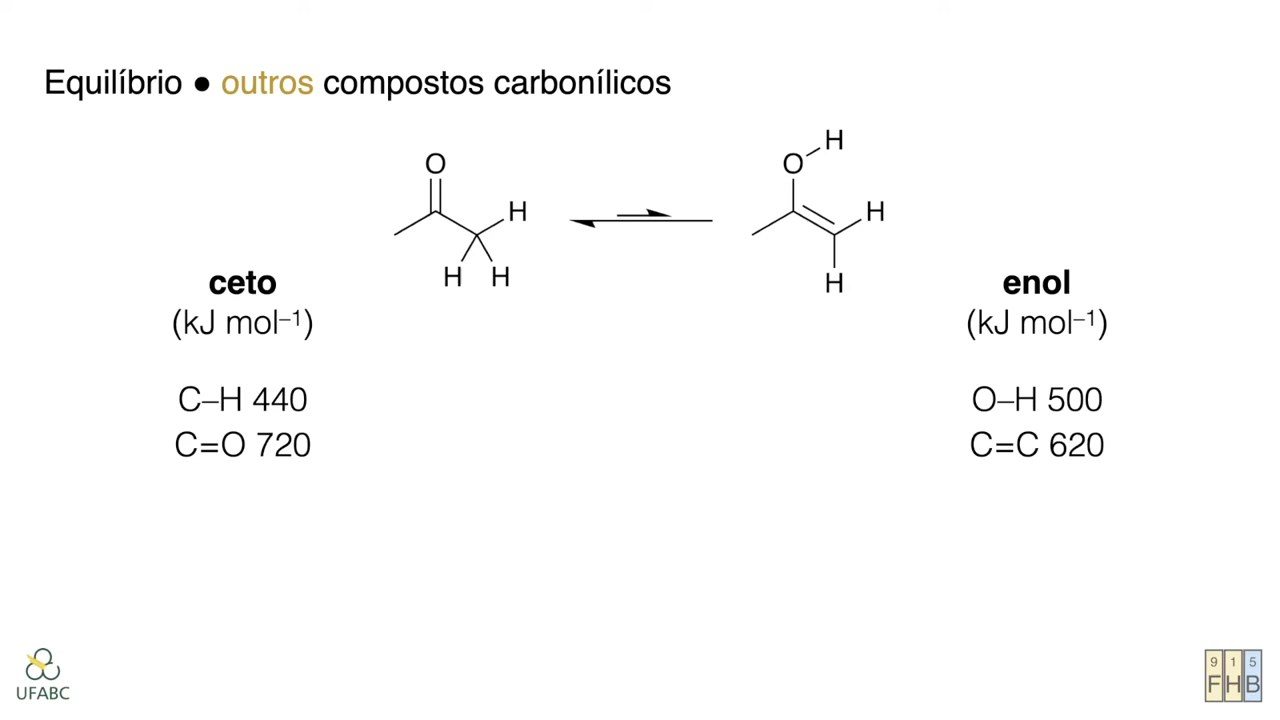 Equilíbrio ● outros compostos carbonílicos
O
H
H H
O H
H
H
ceto
(kJ mol–1)
C–H 440
C=O 720
enol
(kJ mol–1)
O–H 500
C=C 620
UFABC
9 1 5
F H B